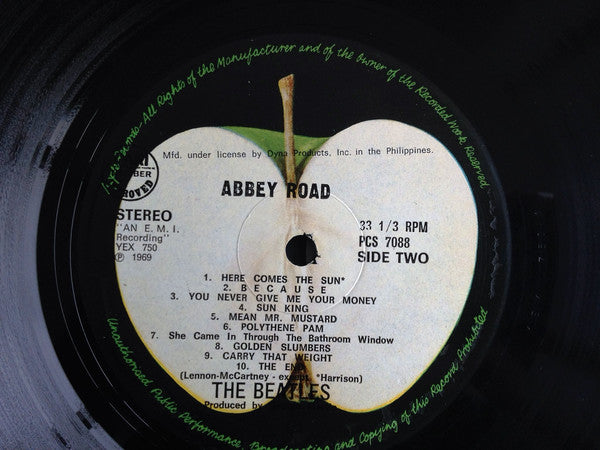 All Rights of the Manufacturer and of the Owner of the Recorded Work Reserved
Mfd. under license by Dyna Products, Inc. in the Philippines.
ABBEY ROAD
STEREO
"AN E.M.I.
Recording"
YEX 750
℗ 1969
33 1/3 RPM
PCS 7088
SIDE TWO
1. HERE COMES THE SUN*
2. BECAUSE
3. YOU NEVER GIVE ME YOUR MONEY
4. SUN KING
5. MEAN MR. MUSTARD
6. POLYTHENE PAM
7. She Came In Through The Bathroom Window
8. GOLDEN SLUMBERS
9. CARRY THAT WEIGHT
10. THE END
(Lennon-McCartney - except *Harrison)
THE BEATLES
Produced by
Unauthorised Public Performance, Broadcasting and Copying of this Record Prohibited